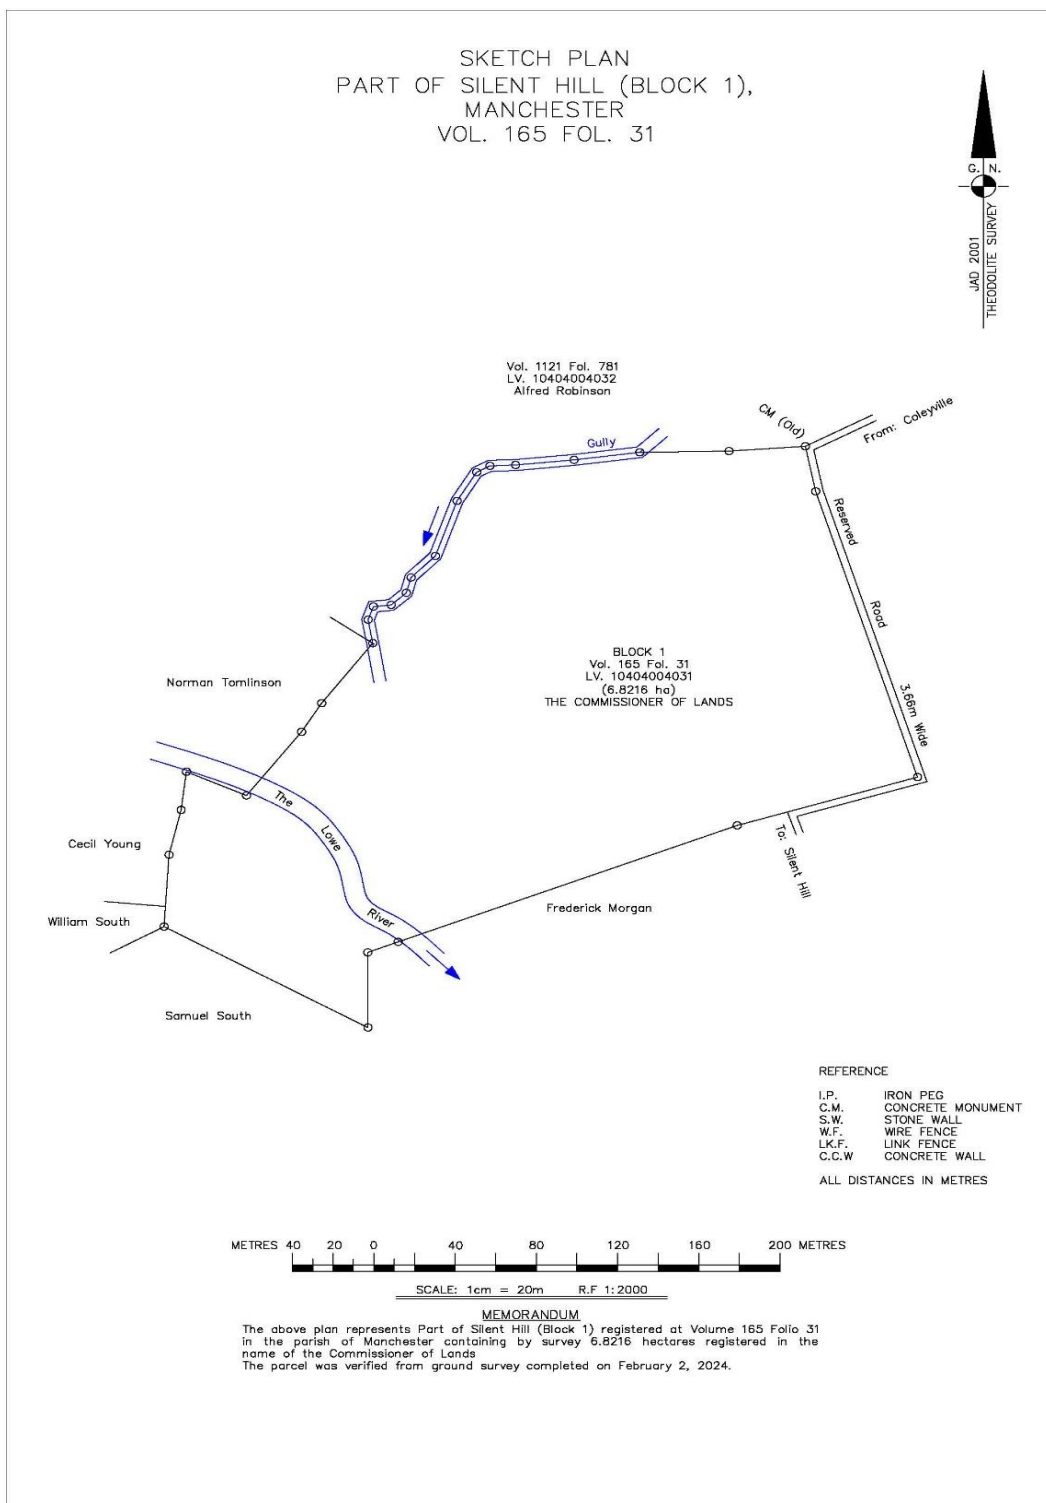 SKETCH PLAN
PART OF SILENT HILL (BLOCK 1),
MANCHESTER
VOL. 165 FOL. 31
G. N.
JAD 2001
THEODOLITE SURVEY
Vol. 1121 Fol. 781
LV. 10404004032
Alfred Robinson
CM (Old)
From: Coleyville
Gully
Reserved
Road
3.66m Wide
BLOCK 1
Vol. 165 Fol. 31
LV. 10404004031
(6.8216 ha)
THE COMMISSIONER OF LANDS
Norman Tomlinson
The
Lowe
River
Cecil Young
To: Silent Hill
Frederick Morgan
William South
Samuel South
REFERENCE
I.P. IRON PEG
C.M. CONCRETE MONUMENT
S.W. STONE WALL
W.F. WIRE FENCE
LK.F. LINK FENCE
C.C.W CONCRETE WALL
ALL DISTANCES IN METRES
METRES 40 20 0 40 80 120 160 200 METRES
SCALE: 1cm = 20m R.F 1:2000
MEMORANDUM
The above plan represents Part of Silent Hill (Block 1) registered at Volume 165 Folio 31
in the parish of Manchester containing by survey 6.8216 hectares registered in the
name of the Commissioner of Lands
The parcel was verified from ground survey completed on February 2, 2024.